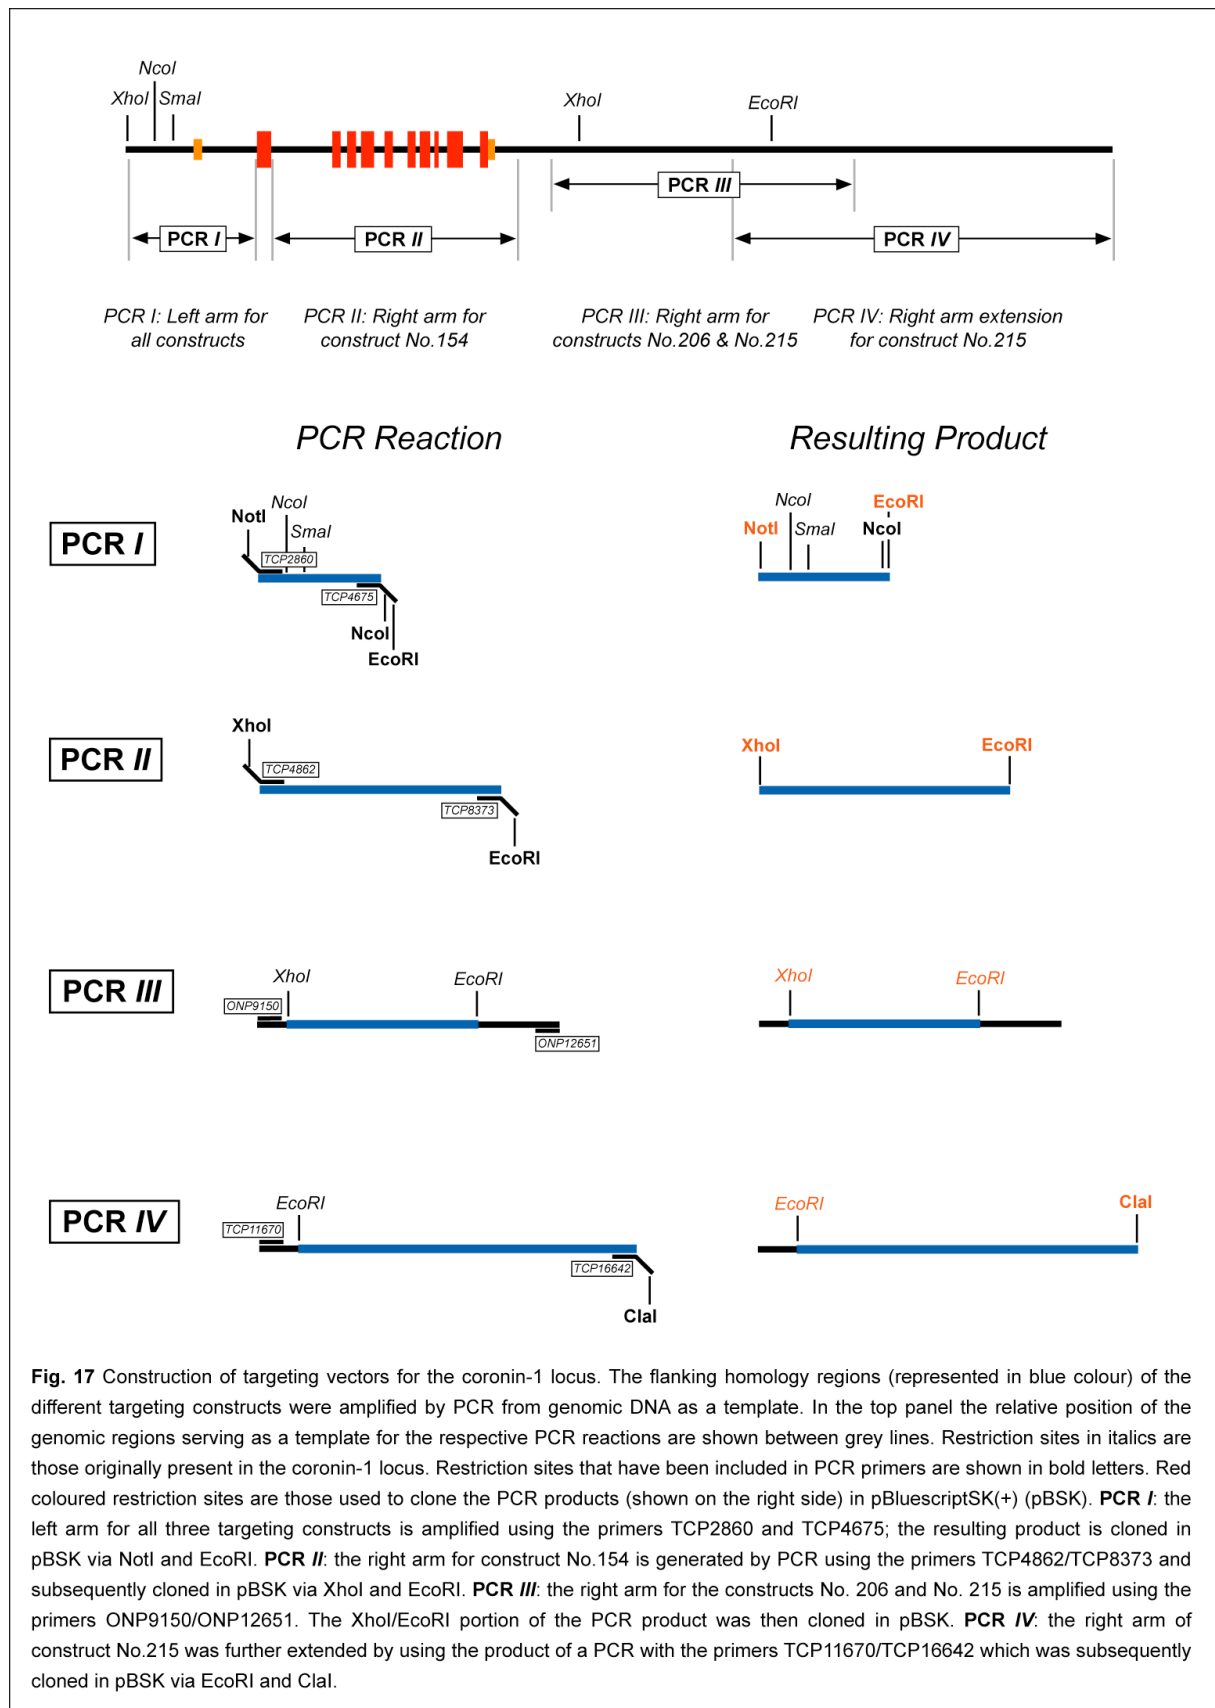 NcoI
XhoI
SmaI
XhoI
EcoRI
PCR III
PCR I
PCR II
PCR IV
PCR I: Left arm for
all constructs
PCR II: Right arm for
construct No.154
PCR III: Right arm for
constructs No.206 & No.215
PCR IV: Right arm extension
for construct No.215
PCR Reaction
Resulting Product
PCR I
NotI
NcoI
SmaI
TCP2860
TCP4675
NcoI
EcoRI
NotI
NcoI
SmaI
EcoRI
NcoI
PCR II
XhoI
TCP4862
TCP8373
EcoRI
XhoI
EcoRI
PCR III
XhoI
EcoRI
ONP9150
ONP12651
XhoI
EcoRI
PCR IV
EcoRI
TCP11670
TCP16642
ClaI
EcoRI
ClaI
Fig. 17 Construction of targeting vectors for the coronin-1 locus. The flanking homology regions (represented in blue colour) of the
different targeting constructs were amplified by PCR from genomic DNA as a template. In the top panel the relative position of the
genomic regions serving as a template for the respective PCR reactions are shown between grey lines. Restriction sites in italics are
those originally present in the coronin-1 locus. Restriction sites that have been included in PCR primers are shown in bold letters. Red
coloured restriction sites are those used to clone the PCR products (shown on the right side) in pBluescriptSK(+) (pBSK). PCR I: the
left arm for all three targeting constructs is amplified using the primers TCP2860 and TCP4675; the resulting product is cloned in
pBSK via NotI and EcoRI. PCR II: the right arm for construct No.154 is generated by PCR using the primers TCP4862/TCP8373 and
subsequently cloned in pBSK via XhoI and EcoRI. PCR III: the right arm for the constructs No. 206 and No. 215 is amplified using the
primers ONP9150/ONP12651. The XhoI/EcoRI portion of the PCR product was then cloned in pBSK. PCR IV: the right arm of
construct No.215 was further extended by using the product of a PCR with the primers TCP11670/TCP16642 which was subsequently
cloned in pBSK via EcoRI and ClaI.